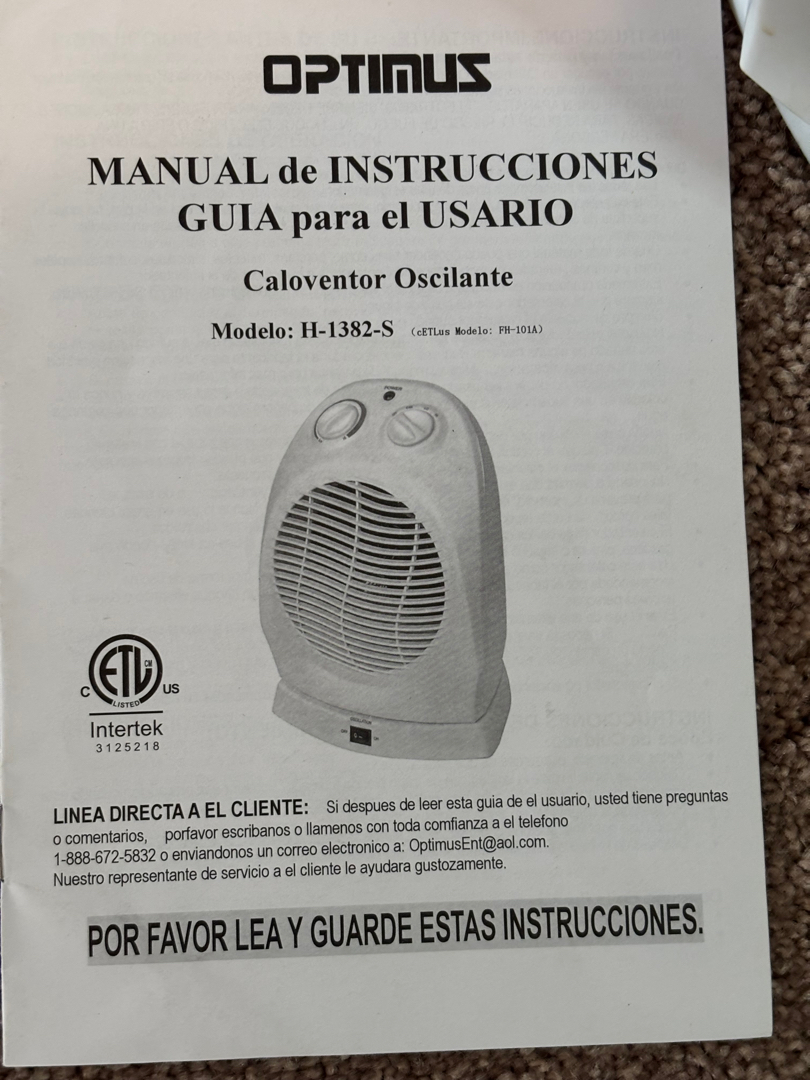 OPTIMUS
MANUAL de INSTRUCCIONES
GUIA para el USARIO
Caloventor Oscilante
Modelo: H-1382-S (cETLus Modelo: FH-101A)
POWER
C ETL CM US
LISTED
Intertek
3125218
LINEA DIRECTA A EL CLIENTE: Si despues de leer esta guia de el usuario, usted tiene preguntas
o comentarios, porfavor escribanos o llamenos con toda comfianza a el telefono
1-888-672-5832 o enviandonos un correo electronico a: OptimusEnt@aol.com.
Nuestro representante de servicio a el cliente le ayudara gustozamente.
POR FAVOR LEA Y GUARDE ESTAS INSTRUCCIONES.